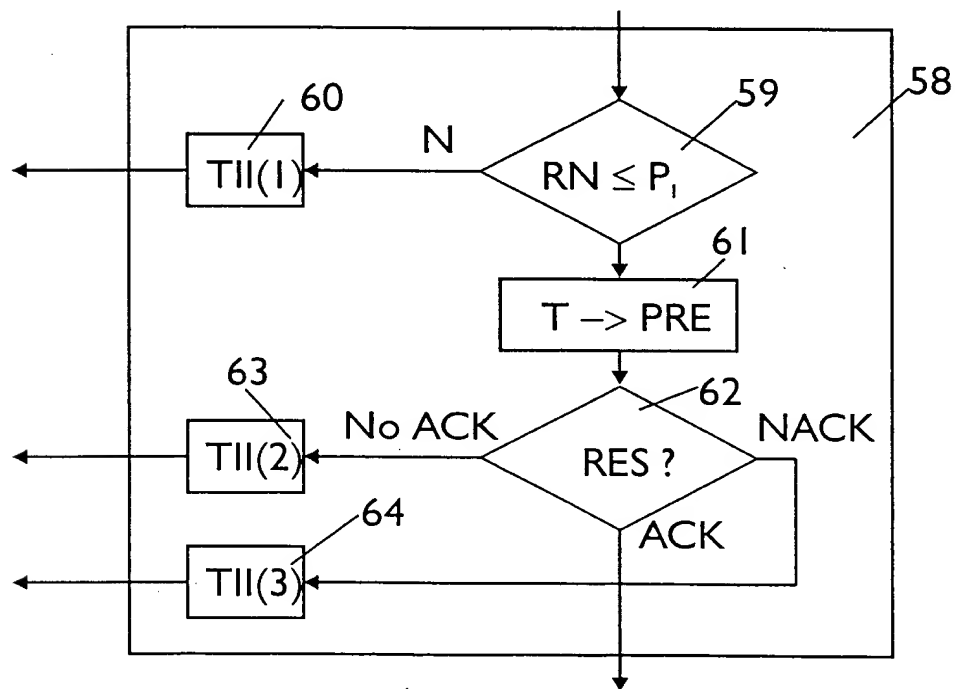 60
59
58
N
TII(1)
RN ≤ P₁
61
T –> PRE
63
62
No ACK
NACK
TII(2)
RES ?
64
ACK
TII(3)